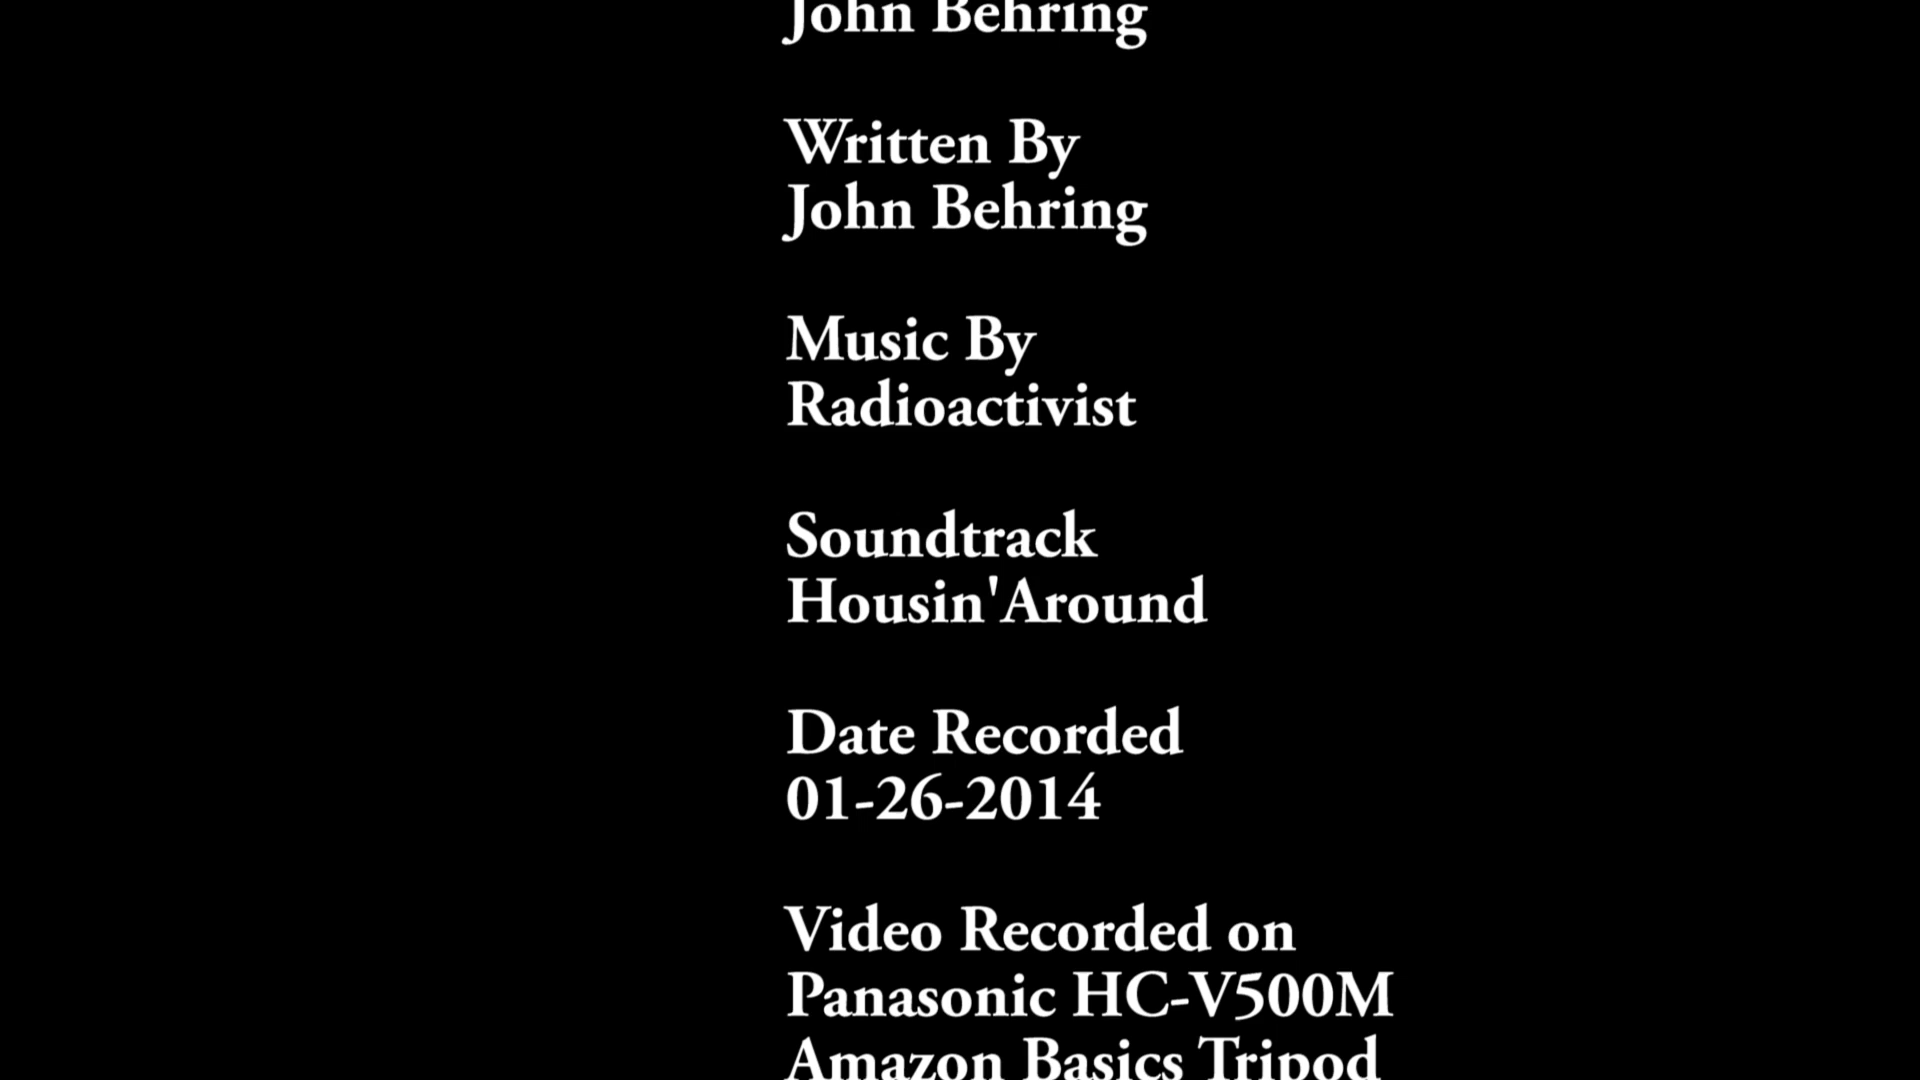 John Behring
Written By
John Behring
Music By
Radioactivist
Soundtrack
Housin'Around
Date Recorded
01-26-2014
Video Recorded on
Panasonic HC-V500M
Amazon Basics Tripod